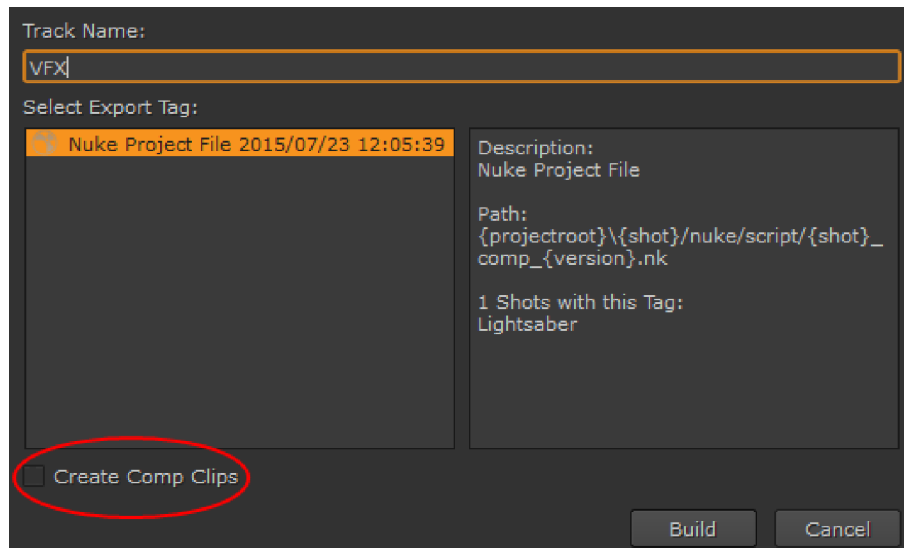 Track Name:
VFX
Select Export Tag:
Nuke Project File 2015/07/23 12:05:39
Description:
Nuke Project File
Path:
{projectroot}\{shot}/nuke/script/{shot}_
comp_{version}.nk
1 Shots with this Tag:
Lightsaber
Create Comp Clips
Build
Cancel